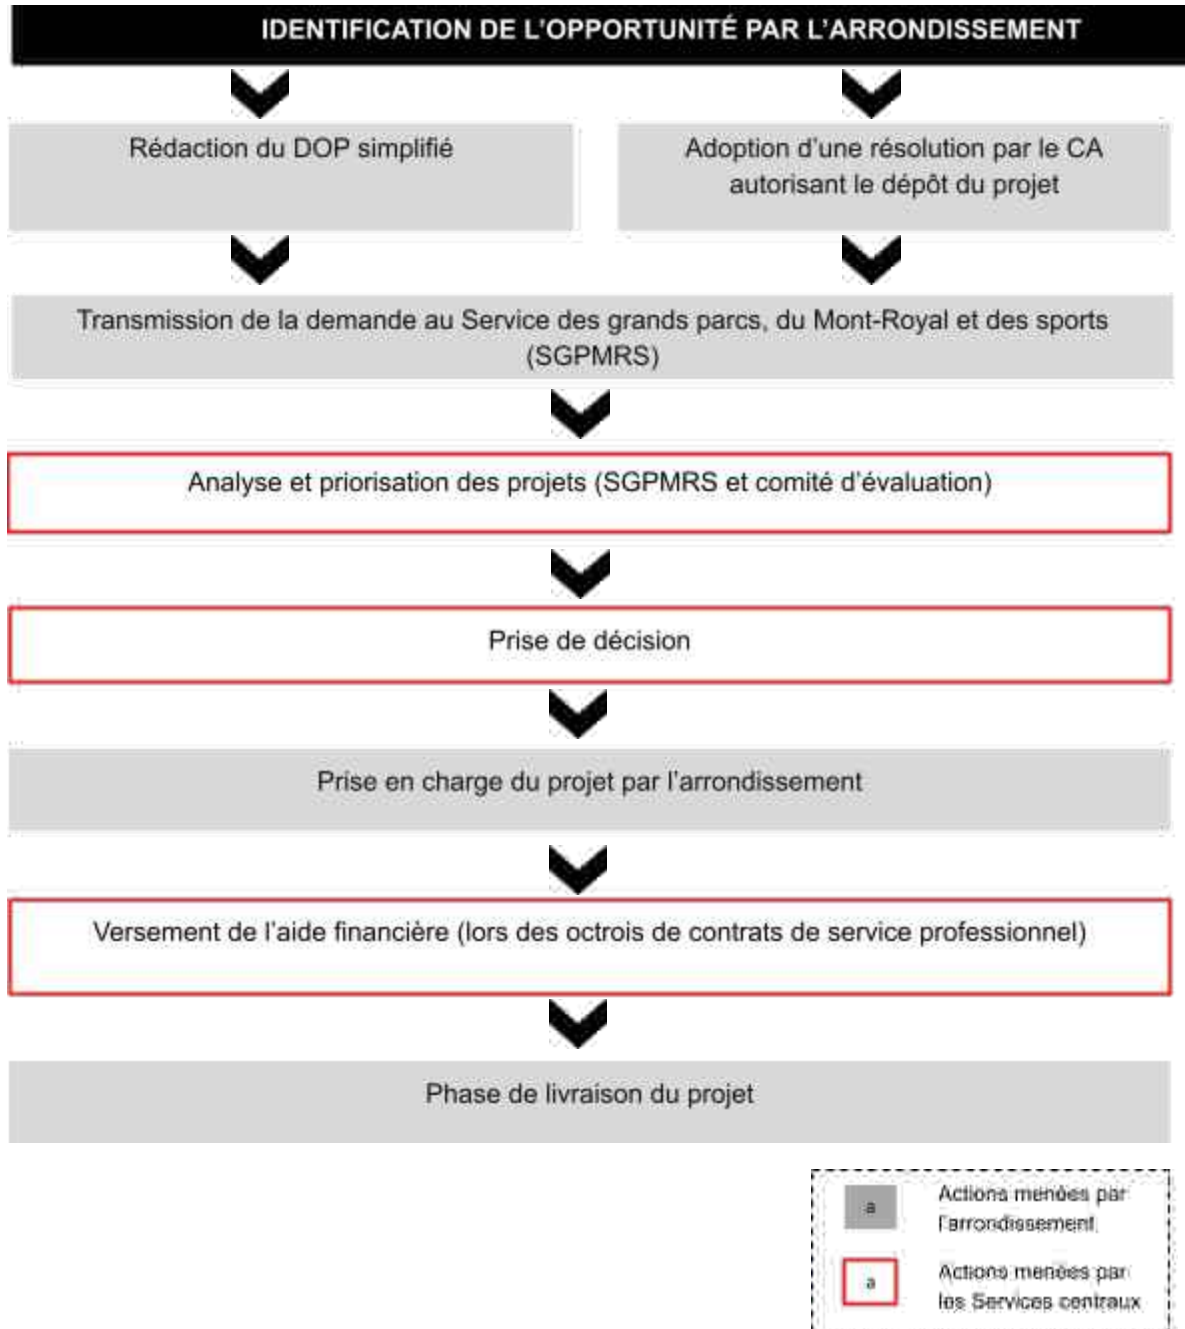 IDENTIFICATION DE L'OPPORTUNITÉ PAR L'ARRONDISSEMENT
Rédaction du DOP simplifié
Adoption d'une résolution par le CA
autorisant le dépôt du projet
Transmission de la demande au Service des grands parcs, du Mont-Royal et des sports
(SGPMRS)
Analyse et priorisation des projets (SGPMRS et comité d'évaluation)
Prise de décision
Prise en charge du projet par l'arrondissement
Versement de l'aide financière (lors des octrois de contrats de service professionnel)
Phase de livraison du projet
a
Actions menées par
l'arrondissement
a
Actions menées par
les Services centraux